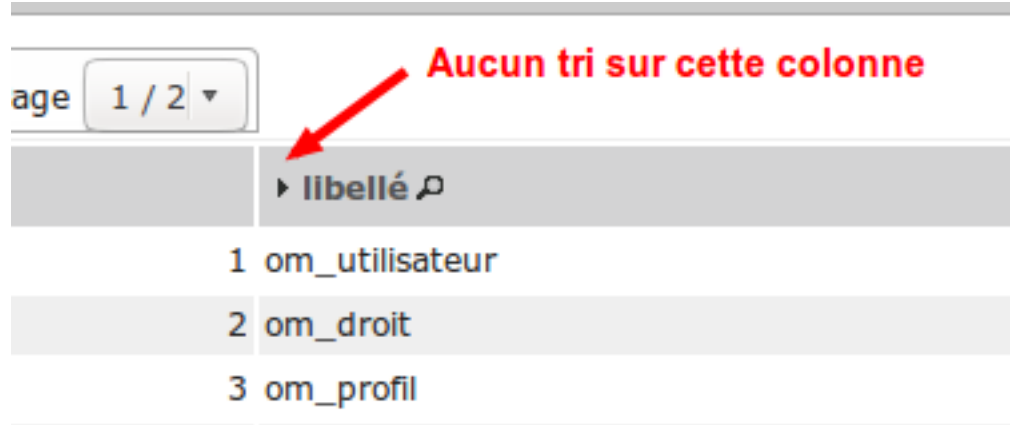 Aucun tri sur cette colonne
age 1 / 2
libellé
1 om_utilisateur
2 om_droit
3 om_profil